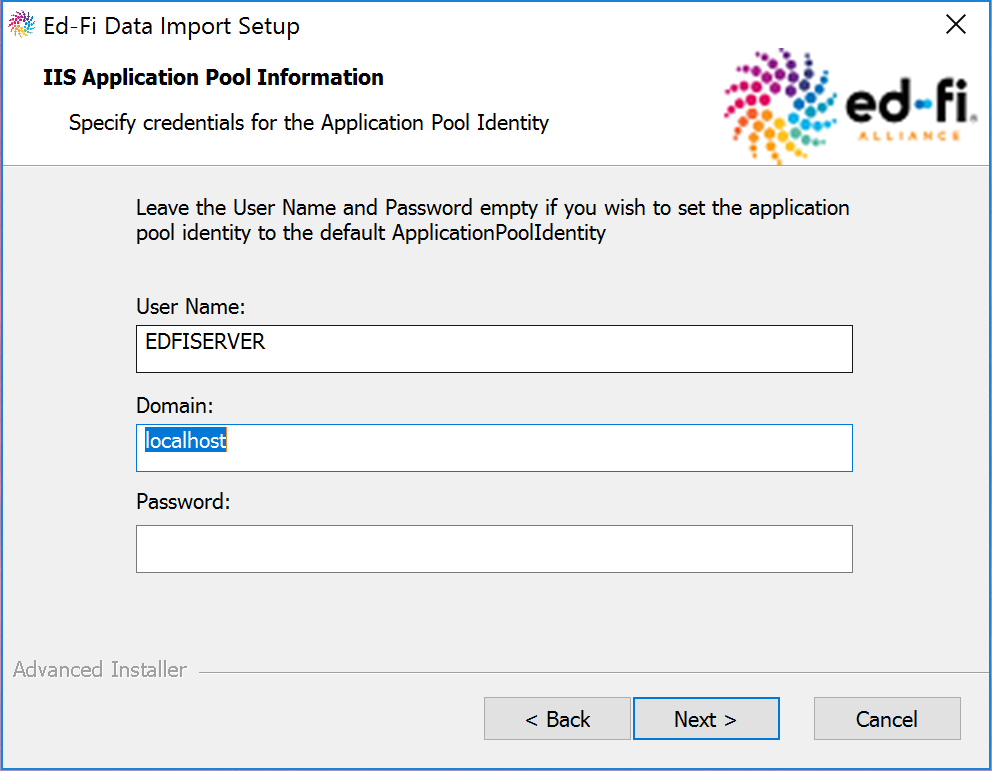 Ed-Fi Data Import Setup
IIS Application Pool Information
Specify credentials for the Application Pool Identity
ed-fi®
ALLIANCE
Leave the User Name and Password empty if you wish to set the application
pool identity to the default ApplicationPoolIdentity
User Name:
EDFISERVER
Domain:
localhost
Password:
Advanced Installer
< Back
Next >
Cancel